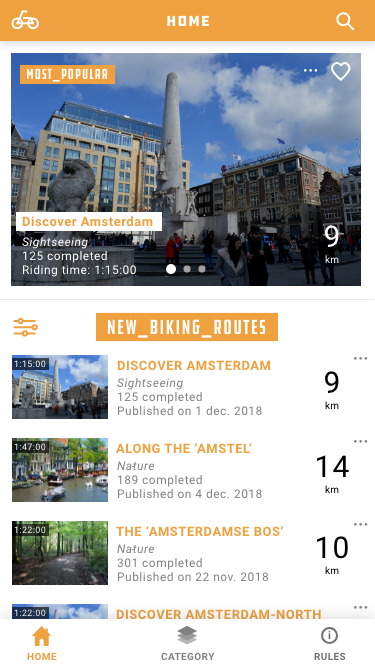 HOME
MOST_POPULAR
Discover Amsterdam
Sightseeing
125 completed
Riding time: 1:15:00
9
km
NEW_BIKING_ROUTES
1:15:00
DISCOVER AMSTERDAM
Sightseeing
125 completed
Published on 1 dec. 2018
9
km
1:47:00
ALONG THE ‘AMSTEL’
Nature
189 completed
Published on 4 dec. 2018
14
km
1:22:00
THE ‘AMSTERDAMSE BOS’
Nature
301 completed
Published on 22 nov. 2018
10
km
1:22:00
DISCOVER AMSTERDAM-NORTH
HOME
CATEGORY
RULES